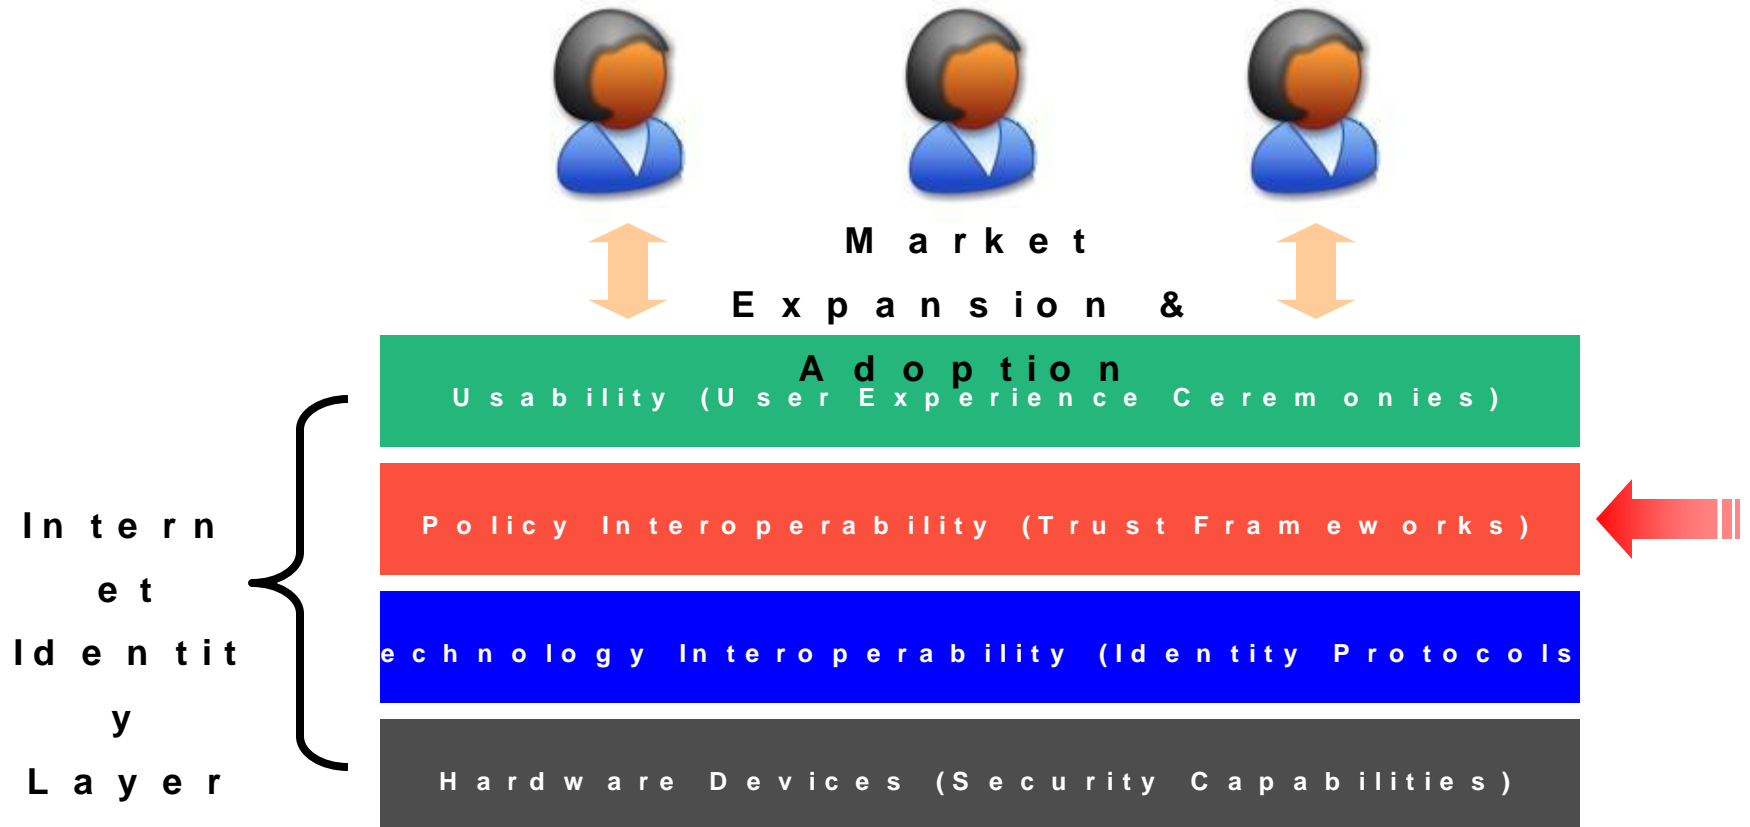 Market
Expansion &
Adoption
Usability (User Experience Ceremonies)
Policy Interoperability (Trust Frameworks)
echnology Interoperability (Identity Protocols
Hardware Devices (Security Capabilities)
Intern
et
Identit
y
Layer